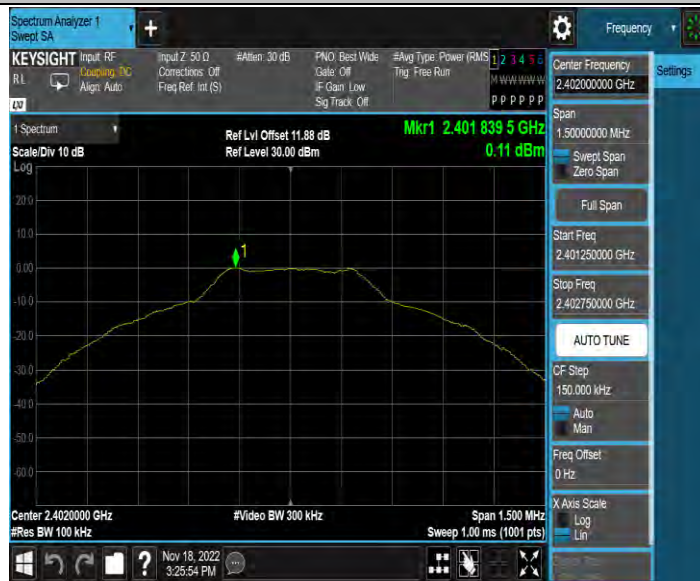 Spectrum Analyzer 1
Swept SA
+
Frequency
KEYSIGHT
RL
LXI
Input: RF
Coupling: DC
Align: Auto
Input Z: 50 Ω
Corrections: Off
Freq Ref: Int (S)
#Atten: 30 dB
PNO: Best Wide
Gate: Off
IF Gain: Low
Sig Track: Off
#Avg Type: Power (RMS
Trig: Free Run
1 2 3 4 5 6
M W W W W W
P P P P P P
Center Frequency
2.402000000 GHz
Settings
Span
1.50000000 MHz
Swept Span
Zero Span
Full Span
Start Freq
2.401250000 GHz
Stop Freq
2.402750000 GHz
AUTO TUNE
CF Step
150.000 kHz
Auto
Man
Freq Offset
0 Hz
X Axis Scale
Log
Lin
1 Spectrum
Scale/Div 10 dB
Ref Lvl Offset 11.88 dB
Ref Level 30.00 dBm
Mkr1 2.401 839 5 GHz
0.11 dBm
Log
20.0
10.0
0.00
-10.0
-20.0
-30.0
-40.0
-50.0
-60.0
1
Center 2.4020000 GHz
#Res BW 100 kHz
#Video BW 300 kHz
Span 1.500 MHz
Sweep 1.00 ms (1001 pts)
?
Nov 18, 2022
3:25:54 PM